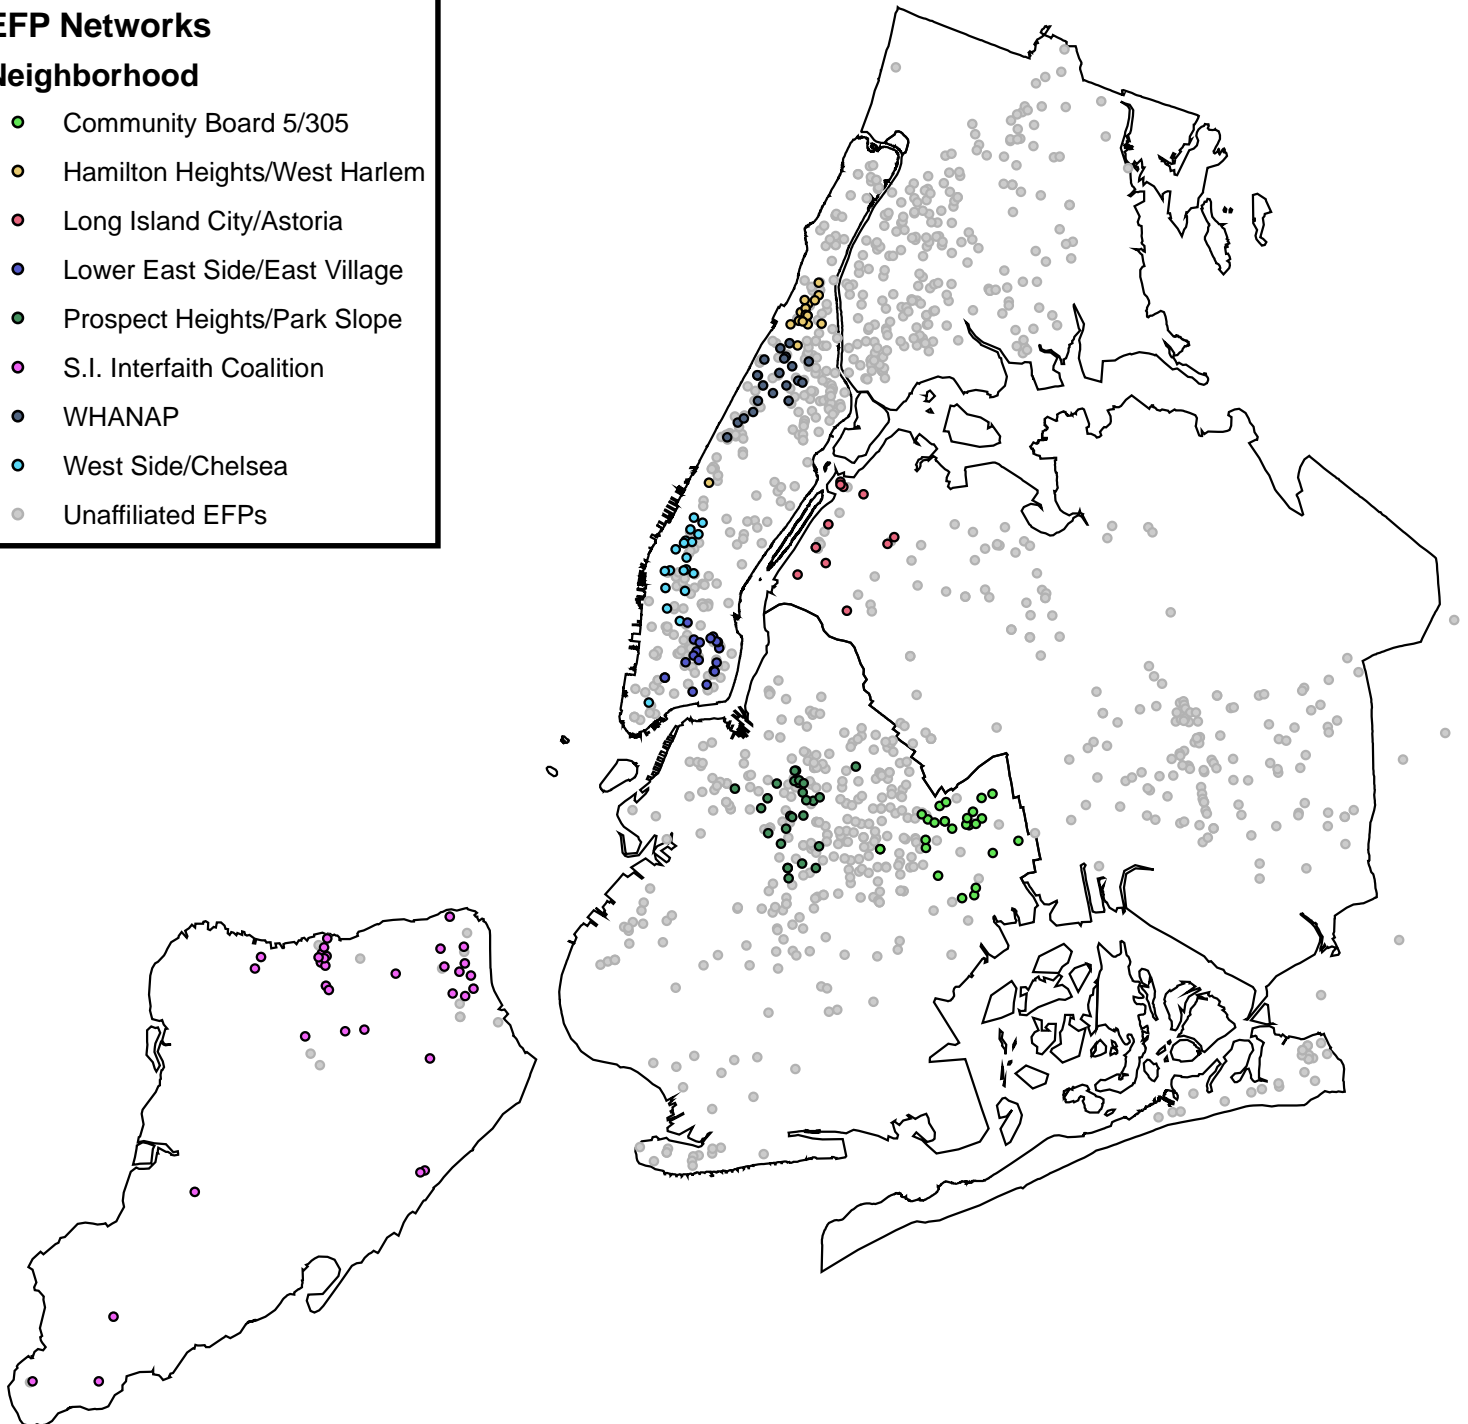 EFP Networks
Neighborhood
Community Board 5/305
Hamilton Heights/West Harlem
Long Island City/Astoria
Lower East Side/East Village
Prospect Heights/Park Slope
S.I. Interfaith Coalition
WHANAP
West Side/Chelsea
Unaffiliated EFPs